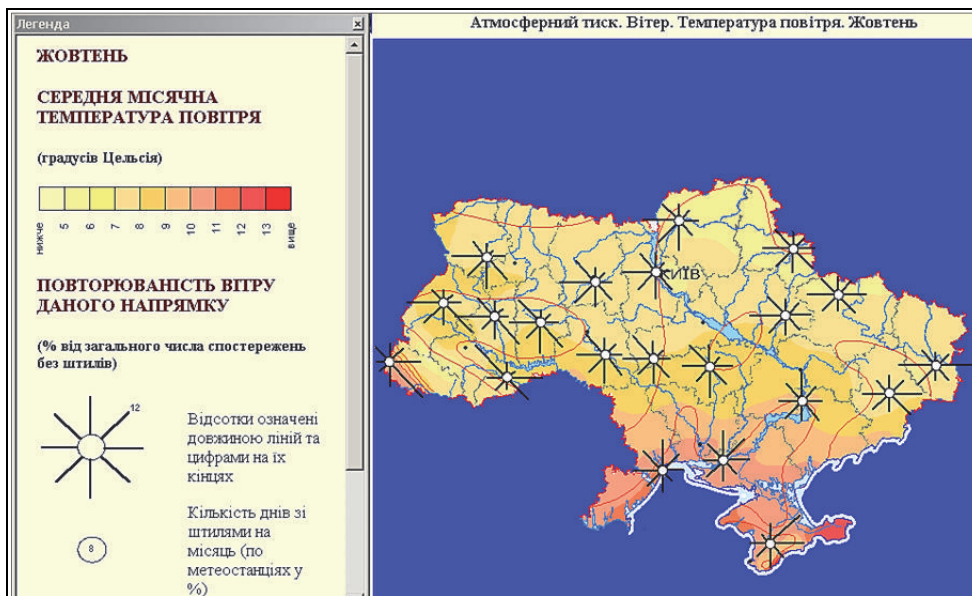 Легенда
ЖОВТЕНЬ
СЕРЕДНЯ МІСЯЧНА
ТЕМПЕРАТУРА ПОВІТРЯ
(градусів Цельсія)
нижче 5 6 7 8 9 10 11 12 13 вище
ПОВТОРЮВАНІСТЬ ВІТРУ
ДАНОГО НАПРЯМКУ
(% від загального числа спостережень
без штилів)
12
Відсотки означені
довжиною ліній та
цифрами на їх
кінцях
8
Кількість днів зі
штилями на
місяць (по
метеостанціях у
%)
Атмосферний тиск. Вітер. Температура повітря. Жовтень
КИЇВ